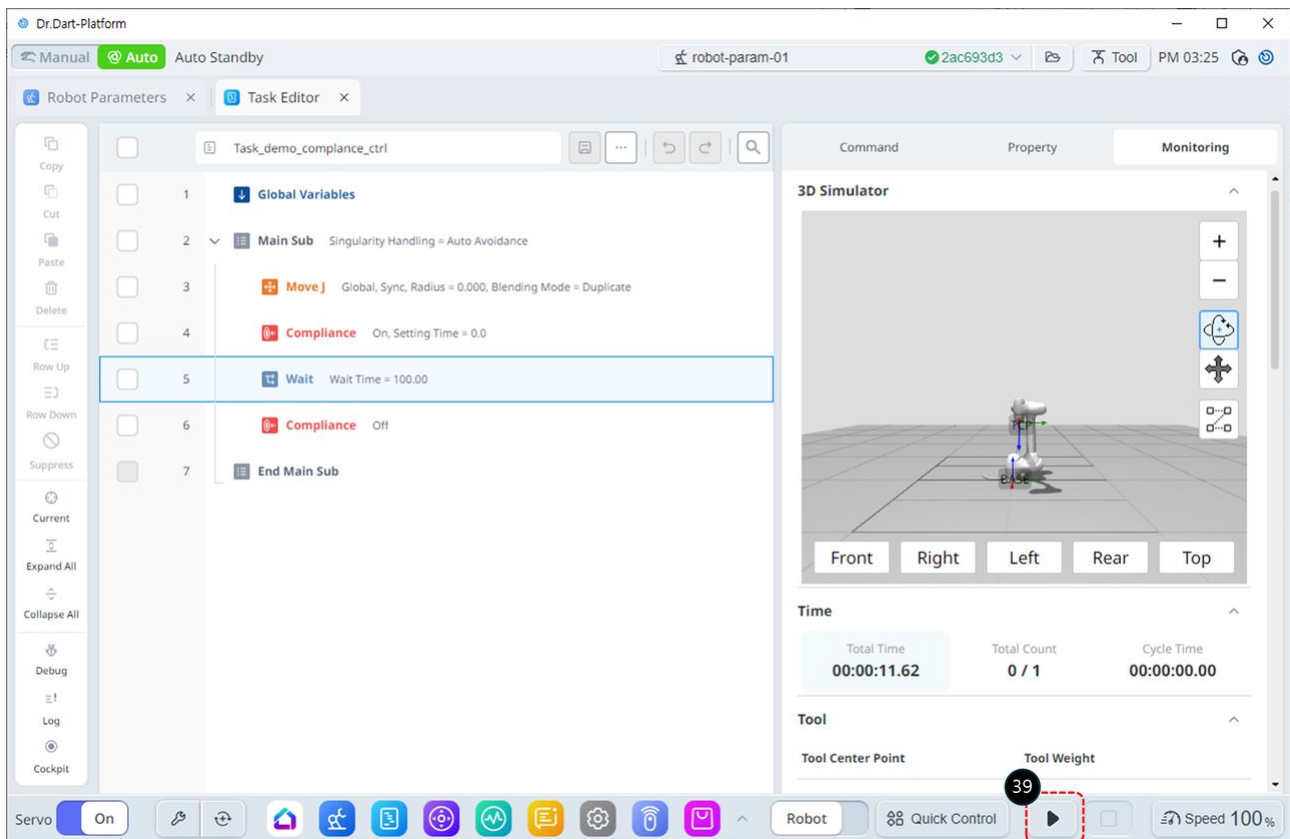 Dr.Dart-Platform
Manual Auto Auto Standby robot-param-01 2ac693d3 Tool PM 03:25
Robot Parameters × Task Editor ×
Copy
Cut
Paste
Delete
Row Up
Row Down
Suppress
Current
Expand All
Collapse All
Debug
Log
Cockpit
Task_demo_complance_ctrl
1 Global Variables
2 Main Sub Singularity Handling = Auto Avoidance
3 Move J Global, Sync, Radius = 0.000, Blending Mode = Duplicate
4 Compliance On, Setting Time = 0.0
5 Wait Wait Time = 100.00
6 Compliance Off
7 End Main Sub
Command Property Monitoring
3D Simulator
TCP
BASE
Front Right Left Rear Top
Time
Total Time Total Count Cycle Time
00:00:11.62 0 / 1 00:00:00.00
Tool
Tool Center Point Tool Weight
39
Servo On Robot Quick Control Speed 100%